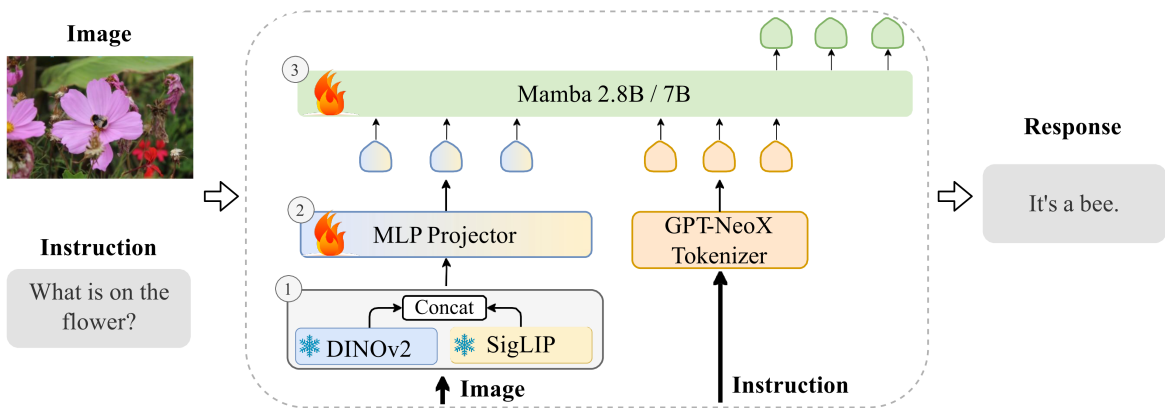 Image
Instruction
What is on the
flower?
3
Mamba 2.8B / 7B
2
MLP Projector
GPT-NeoX
Tokenizer
1
Concat
DINOv2
SigLIP
Image
Instruction
Response
It's a bee.